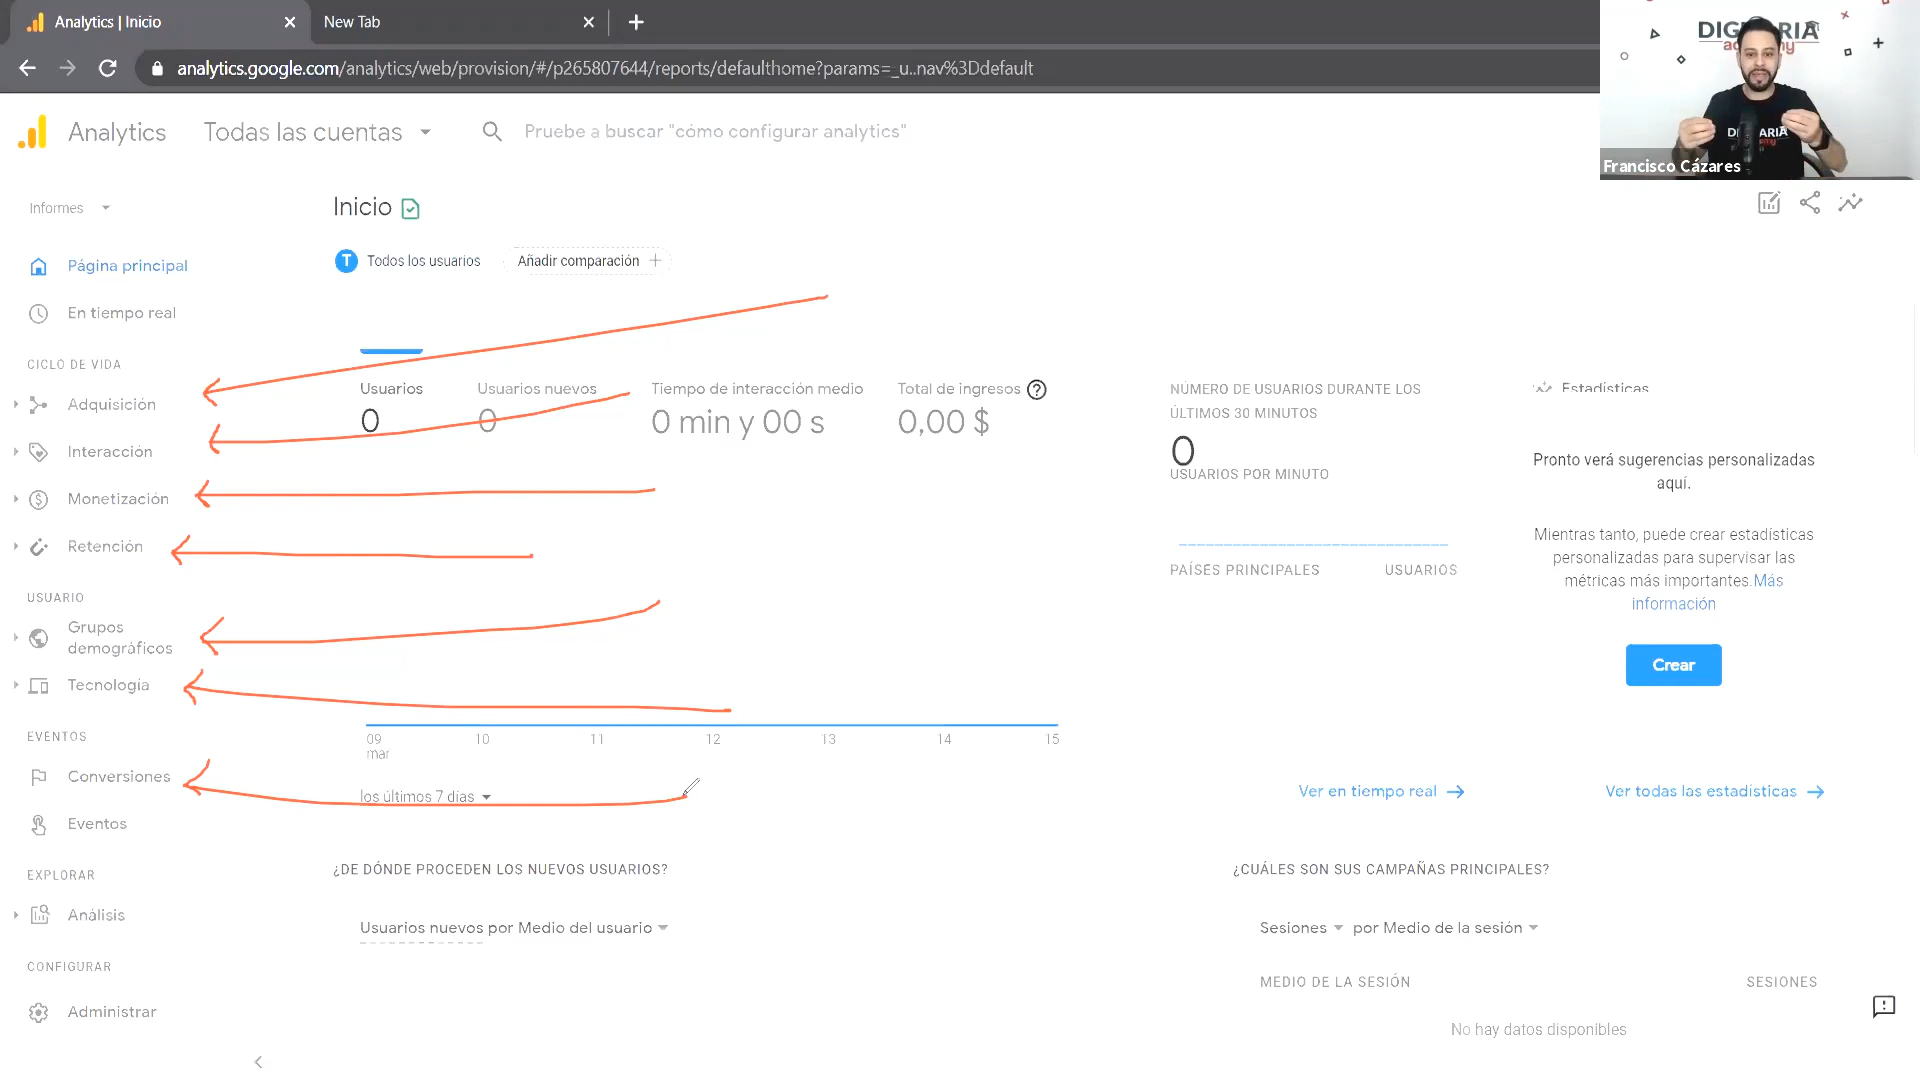 Analytics | Inicio
New Tab
analytics.google.com/analytics/web/provision/#/p265807644/reports/defaulthome?params=_u..nav%3Ddefault
academy
Francisco Cázares
Analytics
Todas las cuentas
Pruebe a buscar "cómo configurar analytics"
Informes
Página principal
En tiempo real
CICLO DE VIDA
Adquisición
Interacción
Monetización
Retención
USUARIO
Grupos
demográficos
Tecnología
EVENTOS
Conversiones
Eventos
EXPLORAR
Análisis
CONFIGURAR
Administrar
Inicio
T Todos los usuarios
Añadir comparación
Usuarios
0
Usuarios nuevos
0
Tiempo de interacción medio
0 min y 00 s
Total de ingresos
0,00 $
09
mar
10
11
12
13
14
15
los últimos 7 días
NÚMERO DE USUARIOS DURANTE LOS
ÚLTIMOS 30 MINUTOS
0
USUARIOS POR MINUTO
PAÍSES PRINCIPALES
USUARIOS
Ver en tiempo real
Estadísticas
Pronto verá sugerencias personalizadas
aquí.
Mientras tanto, puede crear estadísticas
personalizadas para supervisar las
métricas más importantes.Más
información
Crear
Ver todas las estadísticas
¿DE DÓNDE PROCEDEN LOS NUEVOS USUARIOS?
Usuarios nuevos por Medio del usuario
¿CUÁLES SON SUS CAMPAÑAS PRINCIPALES?
Sesiones por Medio de la sesión
MEDIO DE LA SESIÓN
SESIONES
No hay datos disponibles